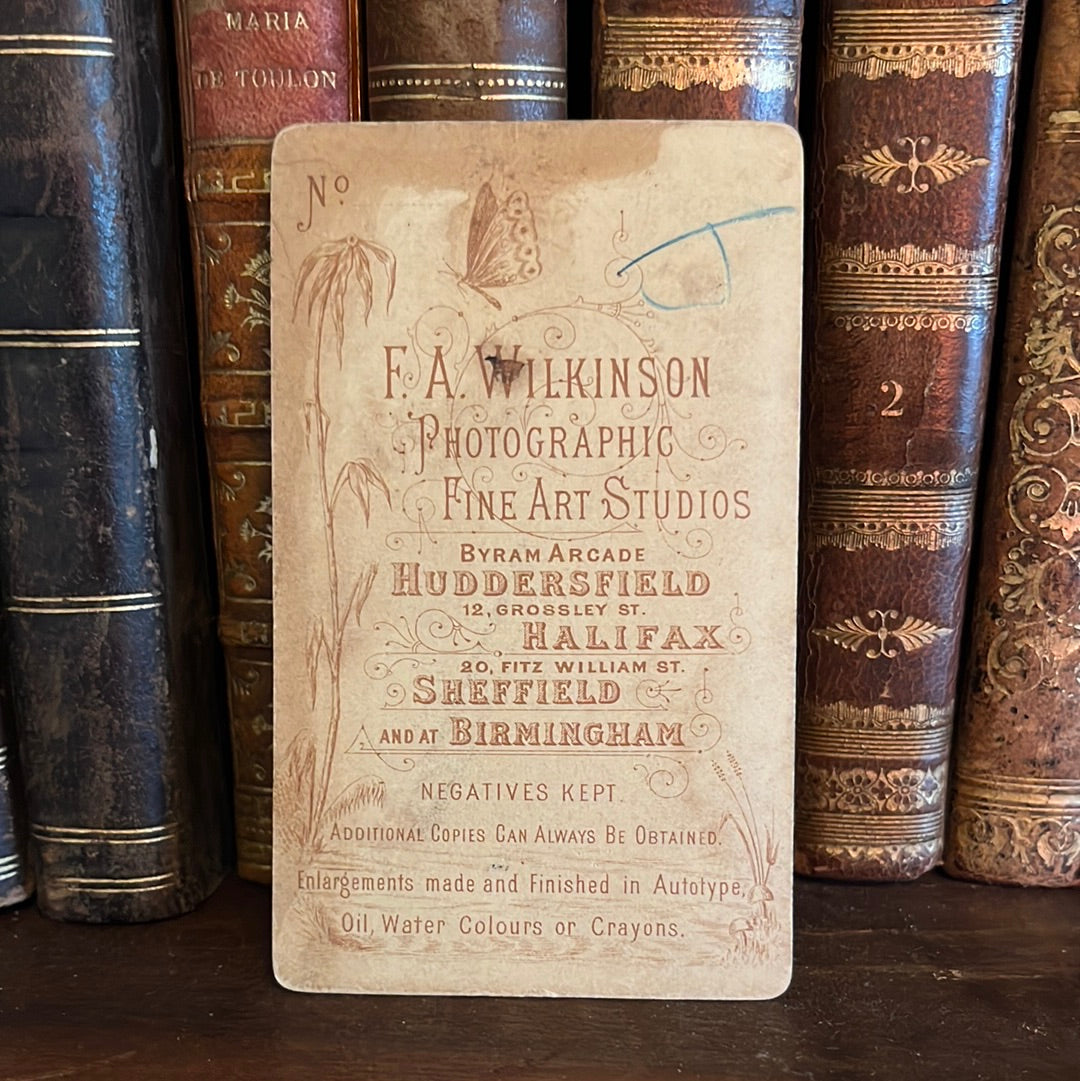 MARIA
DE TOULON
2
1
Nº
F. A. WILKINSON
PHOTOGRAPHIC
FINE ART STUDIOS
BYRAM ARCADE
HUDDERSFIELD
12, GROSSLEY ST.
HALIFAX
20, FITZ WILLIAM ST.
SHEFFIELD
AND AT BIRMINGHAM
NEGATIVES KEPT.
ADDITIONAL COPIES CAN ALWAYS BE OBTAINED.
Enlargements made and Finished in Autotype,
Oil, Water Colours or Crayons.